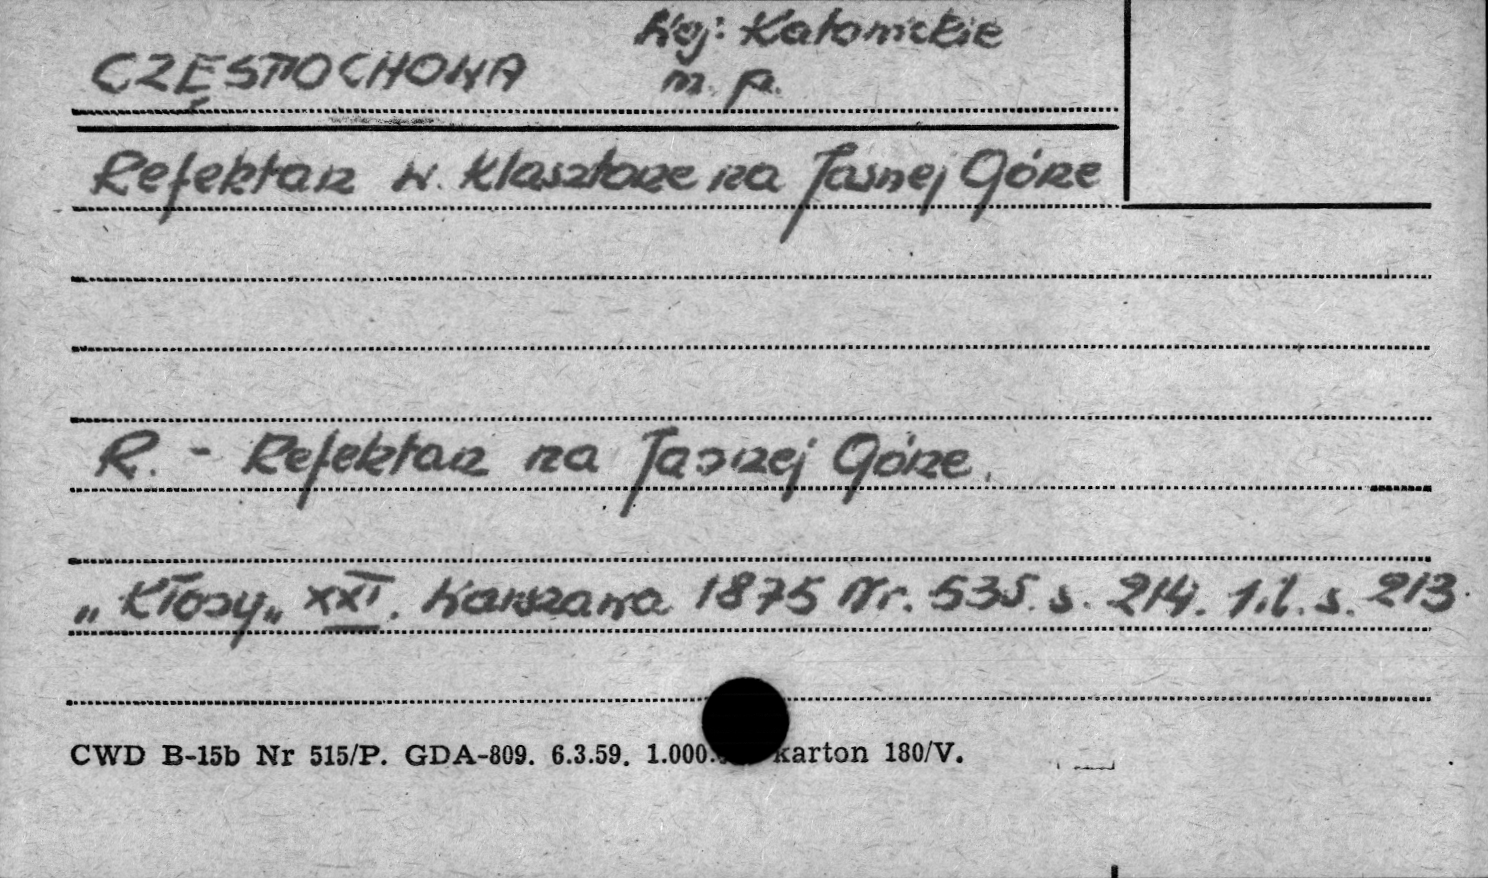 CZĘSTOCHOWA
Woj: Katowickie
m. p.
Refektarz w. klasztorze na Jasnej Górze
R. - Refektarz na Jasnej Górze.
„Kłosy„ XXI. Warszawa 1875 Nr. 535. s. 214. 1.il. s. 213.
CWD B-15b Nr 515/P. GDA-809. 6.3.59. 1.000. karton 180/V.